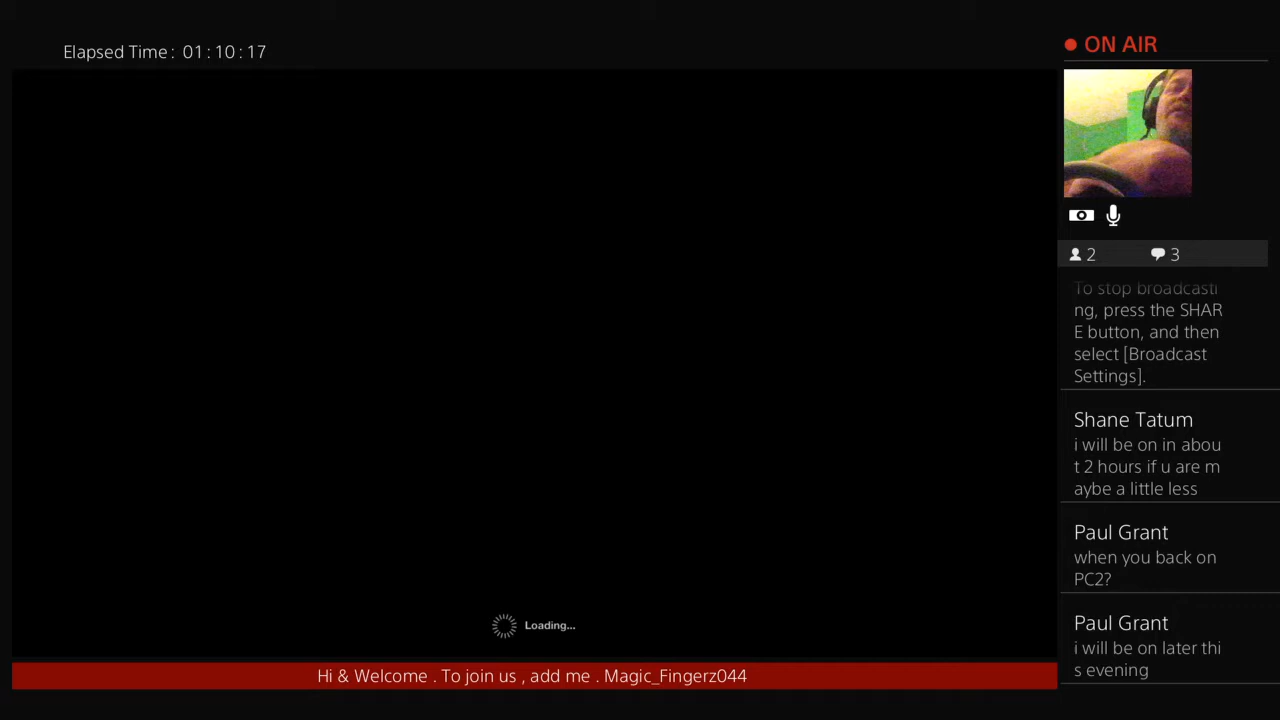 Elapsed Time : 01 : 10 : 17
ON AIR
2 3
To stop broadcasti
ng, press the SHAR
E button, and then
select [Broadcast
Settings].
Shane Tatum
i will be on in abou
t 2 hours if u are m
aybe a little less
Paul Grant
when you back on
PC2?
Paul Grant
i will be on later thi
s evening
Loading...
Hi & Welcome . To join us , add me . Magic_Fingerz044